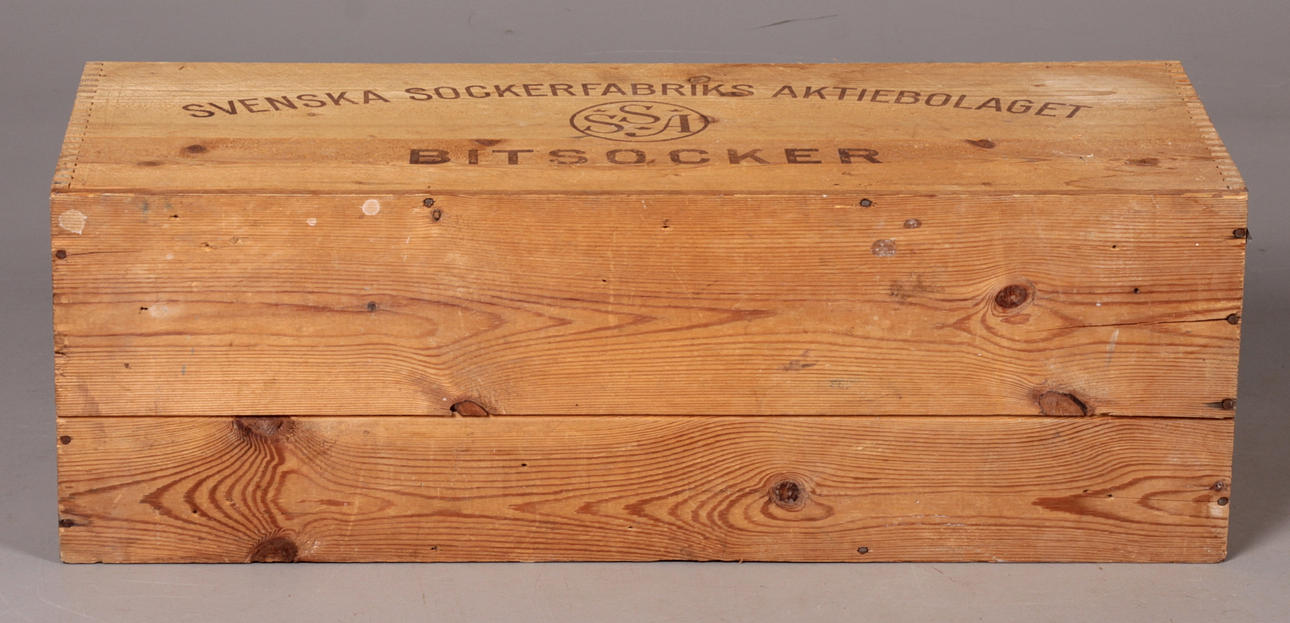 SVENSKA SOCKERFABRIKS AKTIEBOLAGET
SSA
BITSOCKER